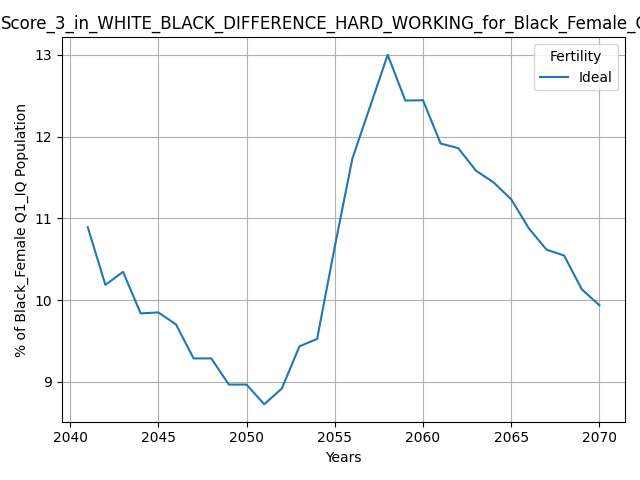 Score_3_in_WHITE_BLACK_DIFFERENCE_HARD_WORKING_for_Black_Female_
Fertility
Ideal
% of Black_Female Q1_IQ Population
13
12
11
10
9
2040 2045 2050 2055 2060 2065 2070
Years